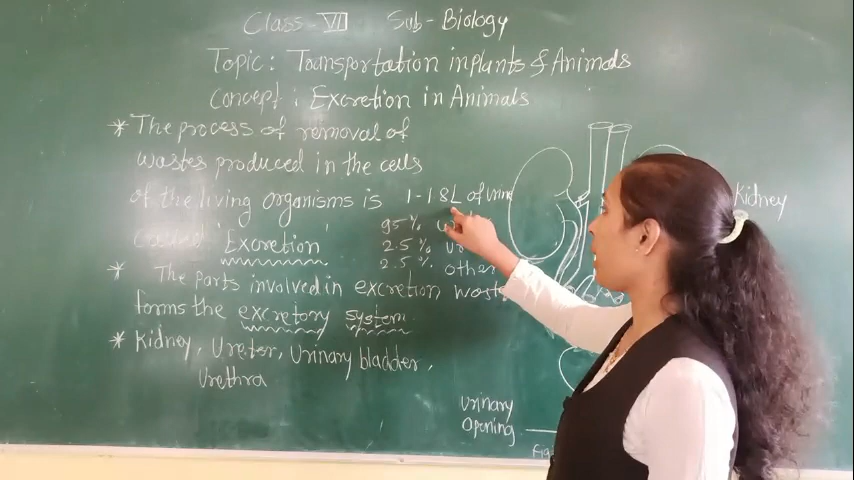 Class - VII Sub - Biology
Topic : Transportation inplants & Animals
Concept : Excretion in Animals
* The process of removal of
wastes produced in the cells
of the living organisms is
called 'Excretion'
* The parts involved in excretion
forms the excretory system.
* Kidney, Ureter, Urinary bladder,
Urethra
1-1 8L of urine
95%
2.5%
2.5% other
waste
Kidney
Urinary
Opening
Fig